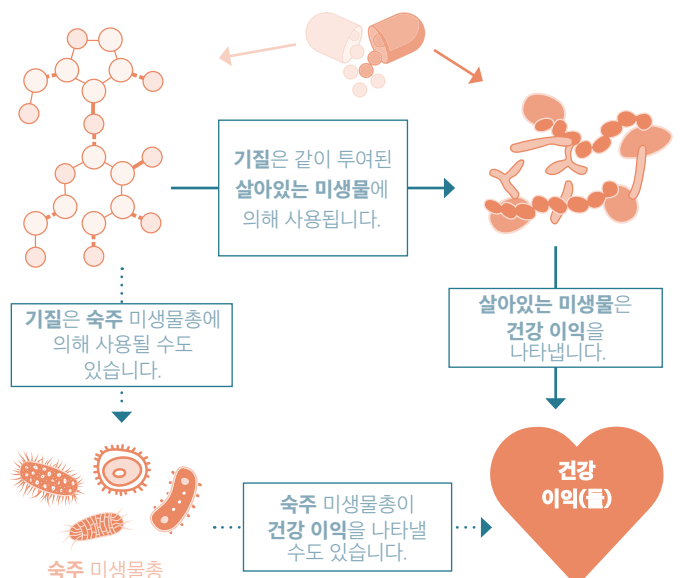 기질은 같이 투여된
살아있는 미생물에
의해 사용됩니다.
기질은 숙주 미생물총에
의해 사용될 수도
있습니다.
살아있는 미생물은
건강 이익을
나타냅니다.
건강
이익(들)
숙주 미생물총이
건강 이익을 나타낼
수도 있습니다.
숙주 미생물총